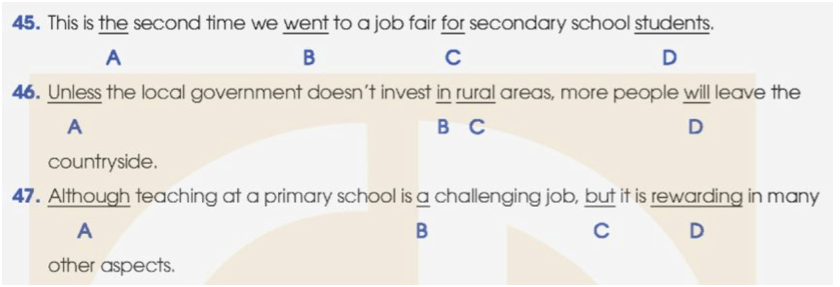 45. This is the second time we went to a job fair for secondary school students.
A B C D
46. Unless the local government doesn't invest in rural areas, more people will leave the
A B C D
countryside.
47. Although teaching at a primary school is a challenging job, but it is rewarding in many
A B C D
other aspects.